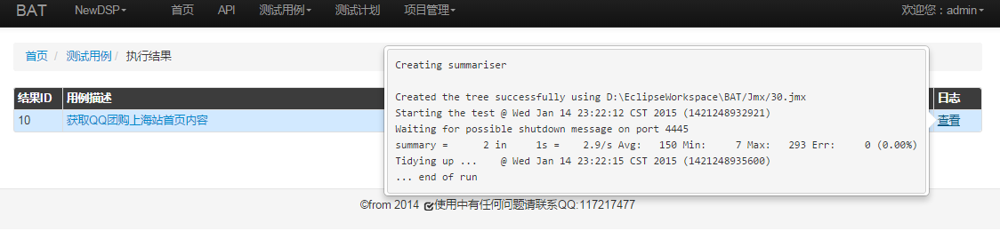 BAT NewDSP 首页 API 测试用例 测试计划 项目管理 欢迎您：admin
首页 / 测试用例 / 执行结果
结果ID 用例描述 日志
10 获取QQ团购上海站首页内容 查看
Creating summariser
Created the tree successfully using D:\EclipseWorkspace\BAT/Jmx/30.jmx
Starting the test @ Wed Jan 14 23:22:12 CST 2015 (1421248932921)
Waiting for possible shutdown message on port 4445
summary =      2 in     1s =    2.9/s Avg:   150 Min:     7 Max:   293 Err:     0 (0.00%)
Tidying up ...    @ Wed Jan 14 23:22:15 CST 2015 (1421248935600)
... end of run
©from 2014 使用中有任何问题请联系QQ:117217477